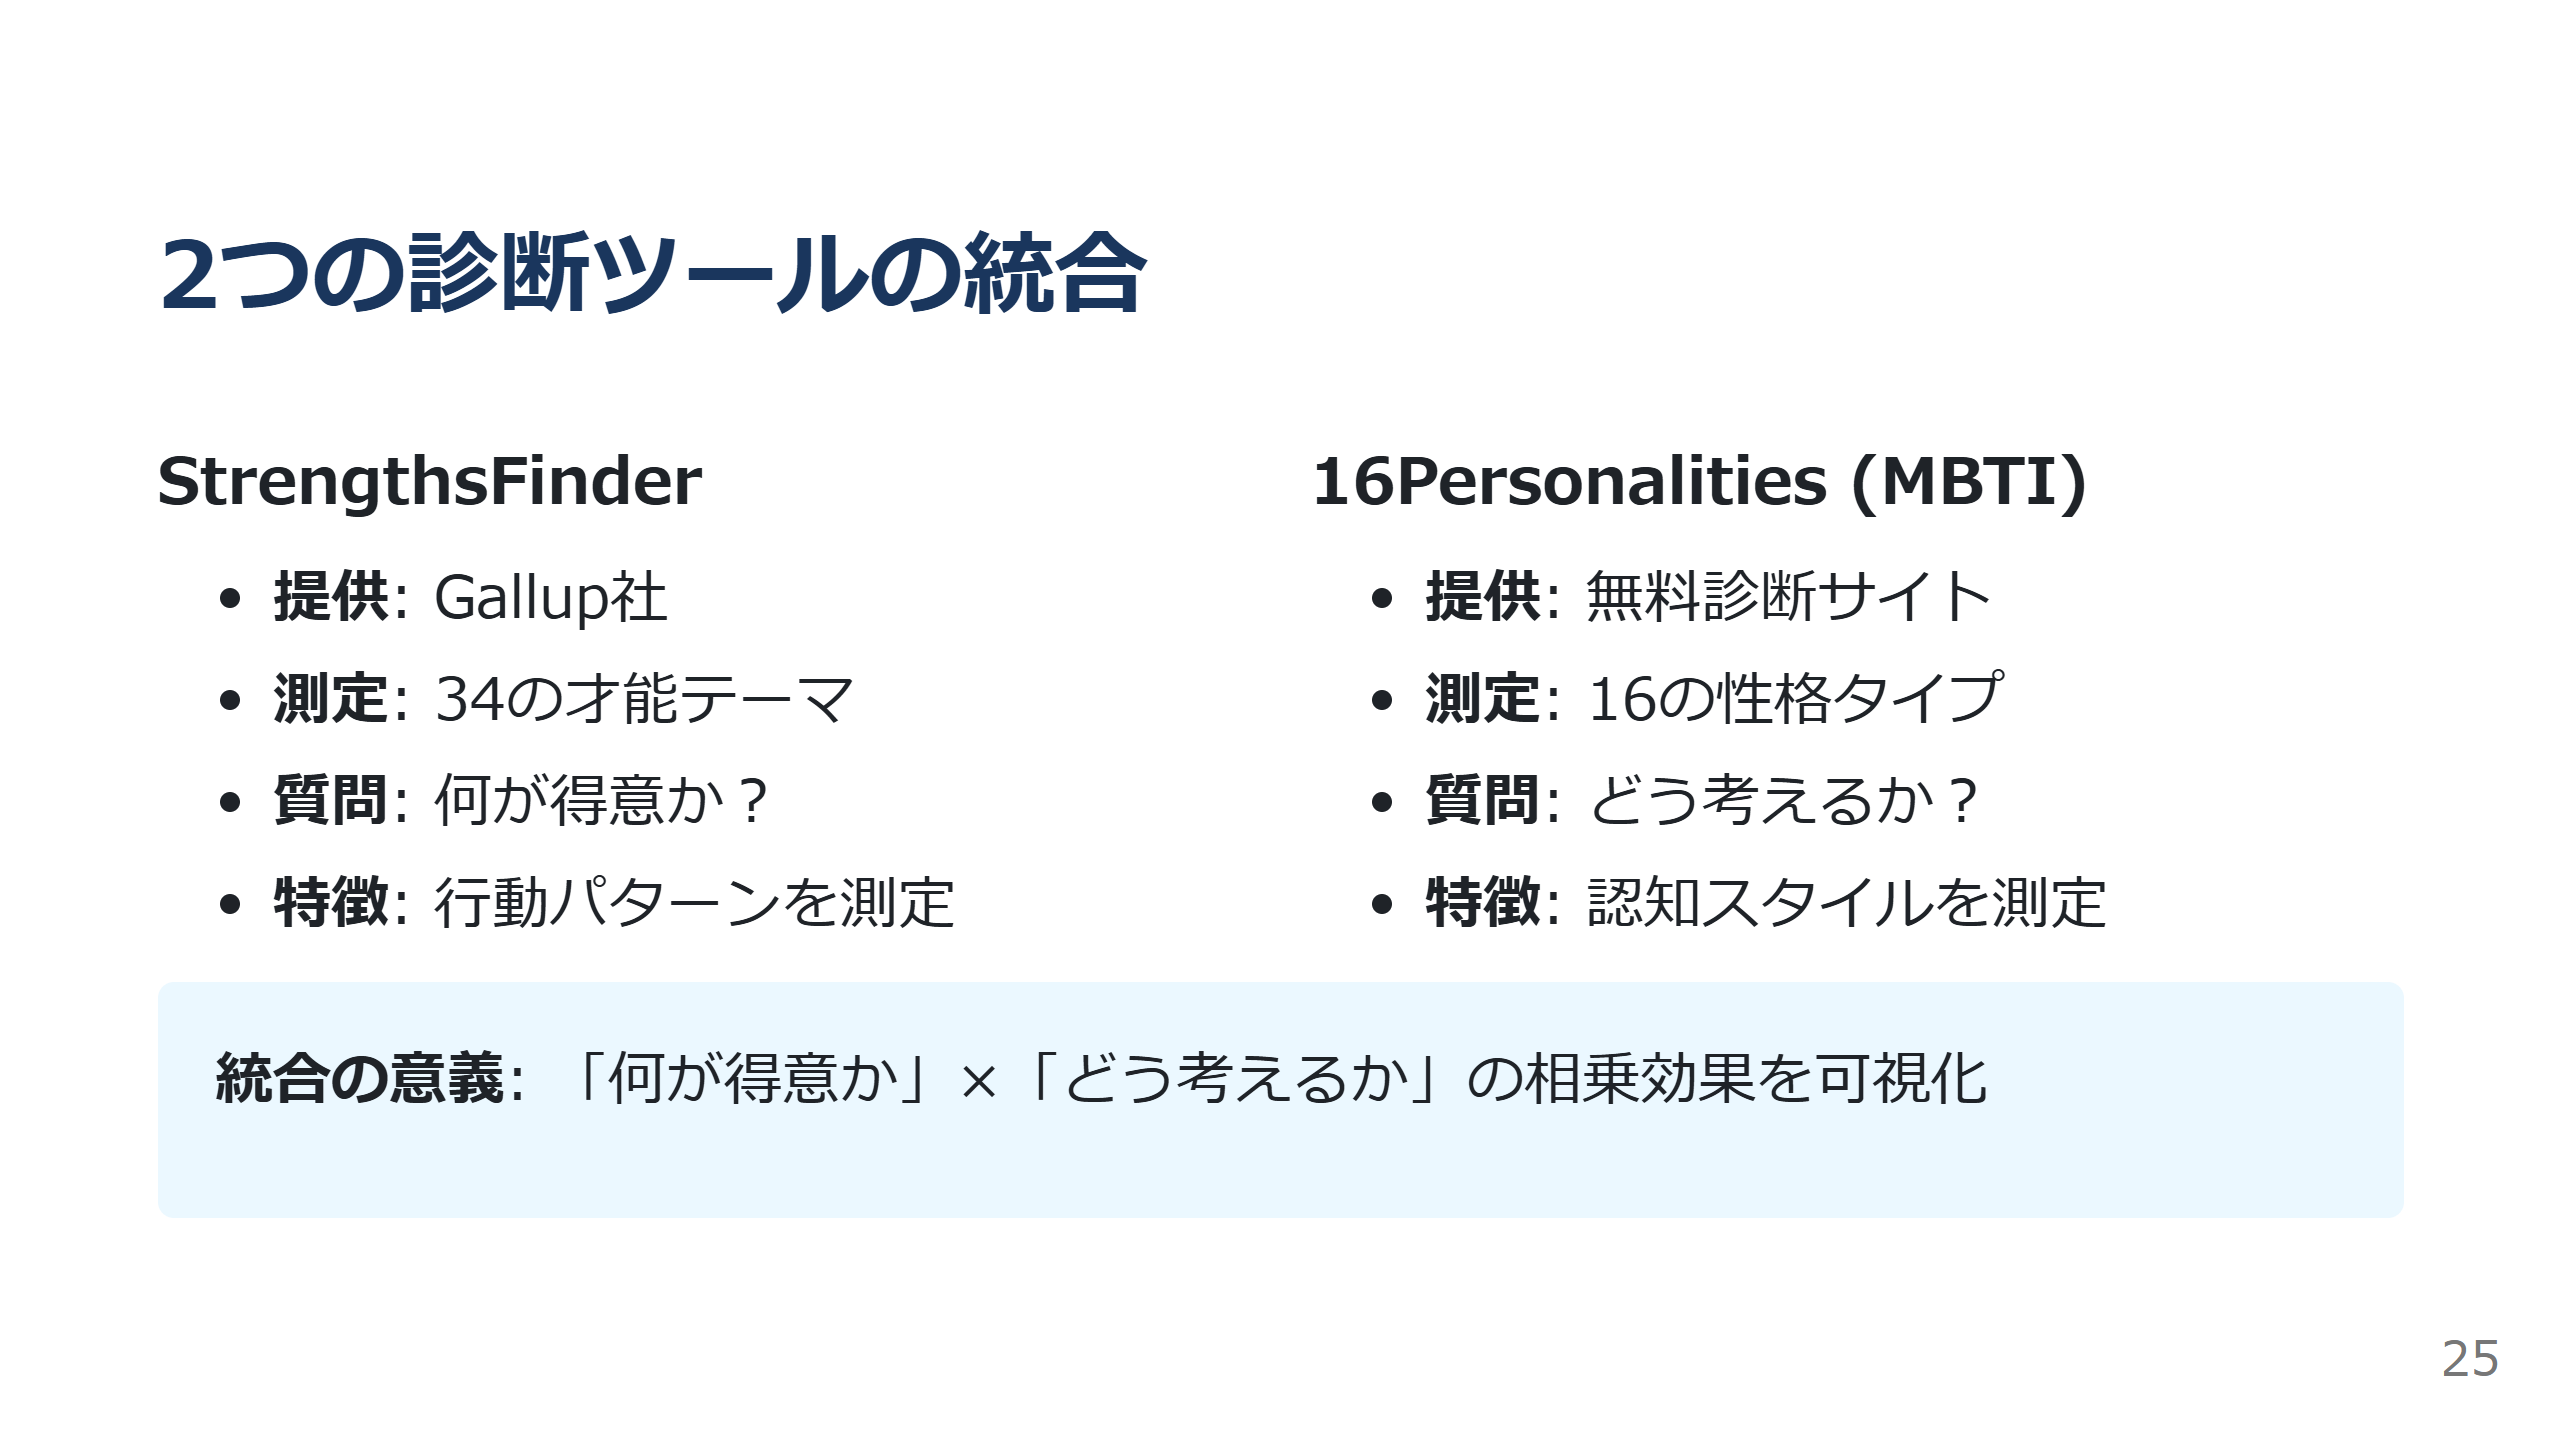 2つの診断ツールの統合
StrengthsFinder
• 提供: Gallup社
• 測定: 34の才能テーマ
• 質問: 何が得意か？
• 特徴: 行動パターンを測定
16Personalities (MBTI)
• 提供: 無料診断サイト
• 測定: 16の性格タイプ
• 質問: どう考えるか？
• 特徴: 認知スタイルを測定
統合の意義: 「何が得意か」×「どう考えるか」の相乗効果を可視化
25